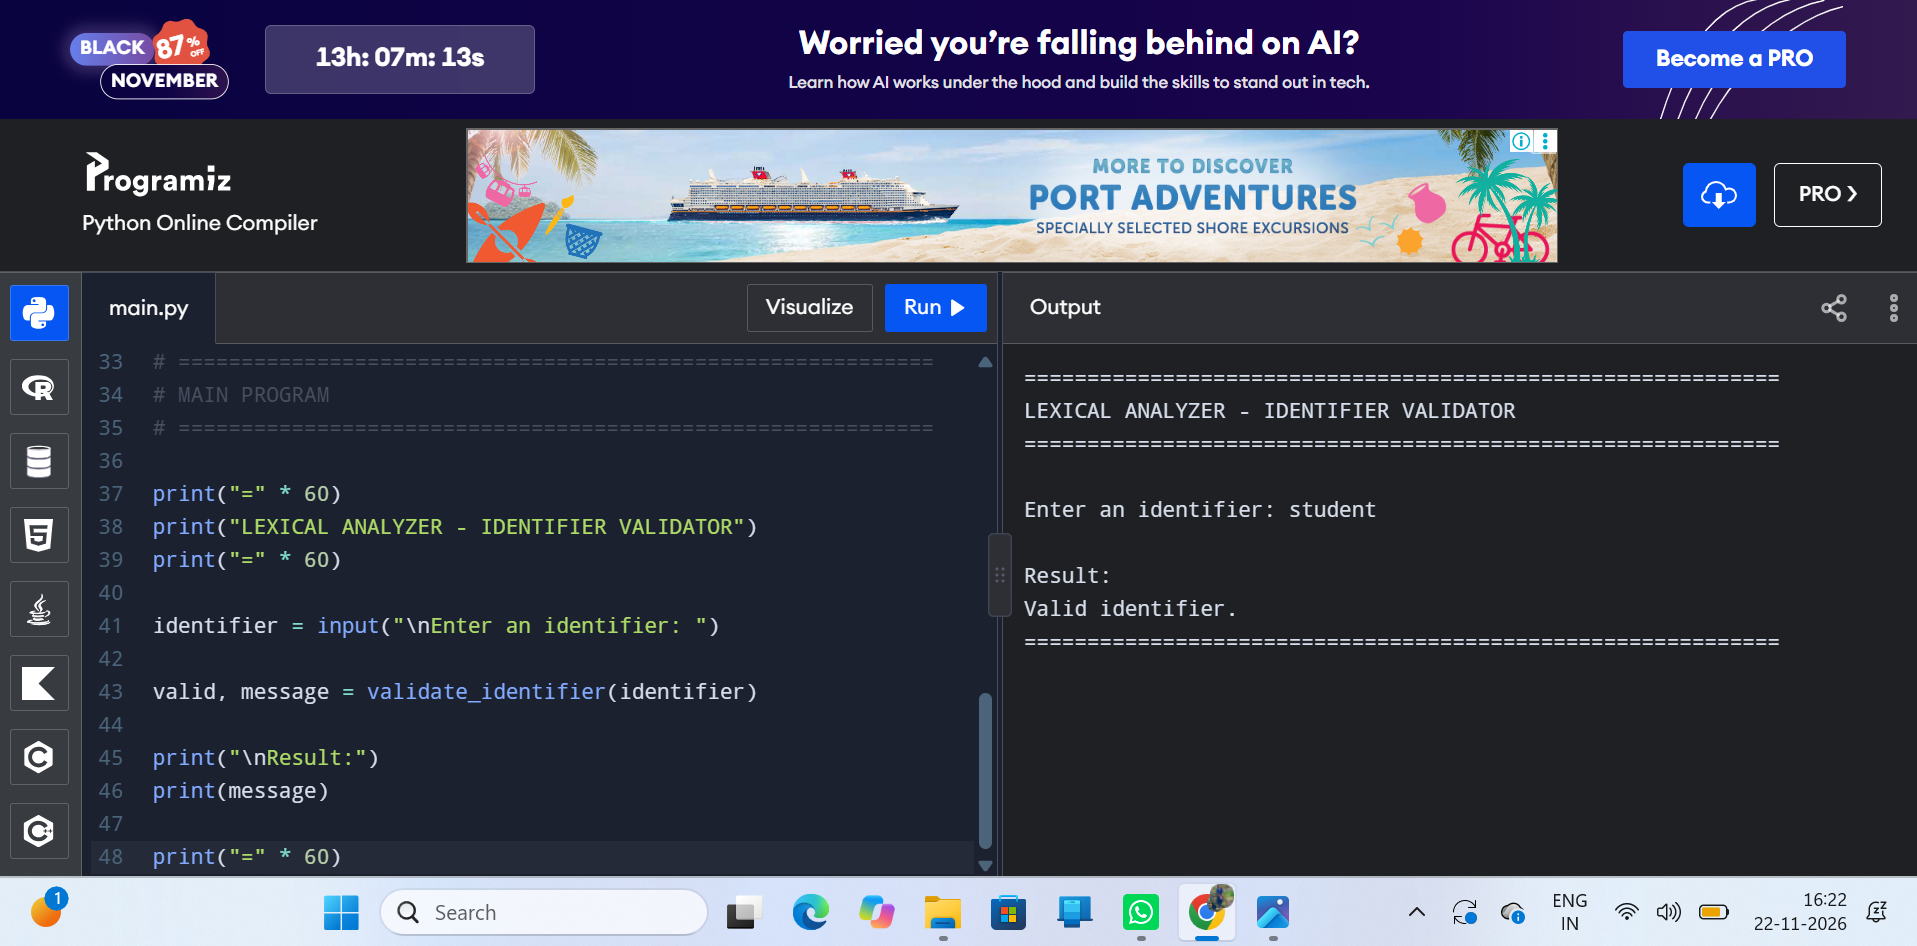 BLACK 87% OFF
NOVEMBER
13h: 07m: 13s
Worried you’re falling behind on AI?
Learn how AI works under the hood and build the skills to stand out in tech.
Become a PRO
Programiz
Python Online Compiler
MORE TO DISCOVER
PORT ADVENTURES
SPECIALLY SELECTED SHORE EXCURSIONS
PRO
main.py
Visualize
Run
33 # ============================================================
34 # MAIN PROGRAM
35 # ============================================================
36
37 print("=" * 60)
38 print("LEXICAL ANALYZER - IDENTIFIER VALIDATOR")
39 print("=" * 60)
40
41 identifier = input("\nEnter an identifier: ")
42
43 valid, message = validate_identifier(identifier)
44
45 print("\nResult:")
46 print(message)
47
48 print("=" * 60)
Output
============================================================
LEXICAL ANALYZER - IDENTIFIER VALIDATOR
============================================================
Enter an identifier: student
Result:
Valid identifier.
============================================================
1
Search
ENG
IN
16:22
22-11-2026